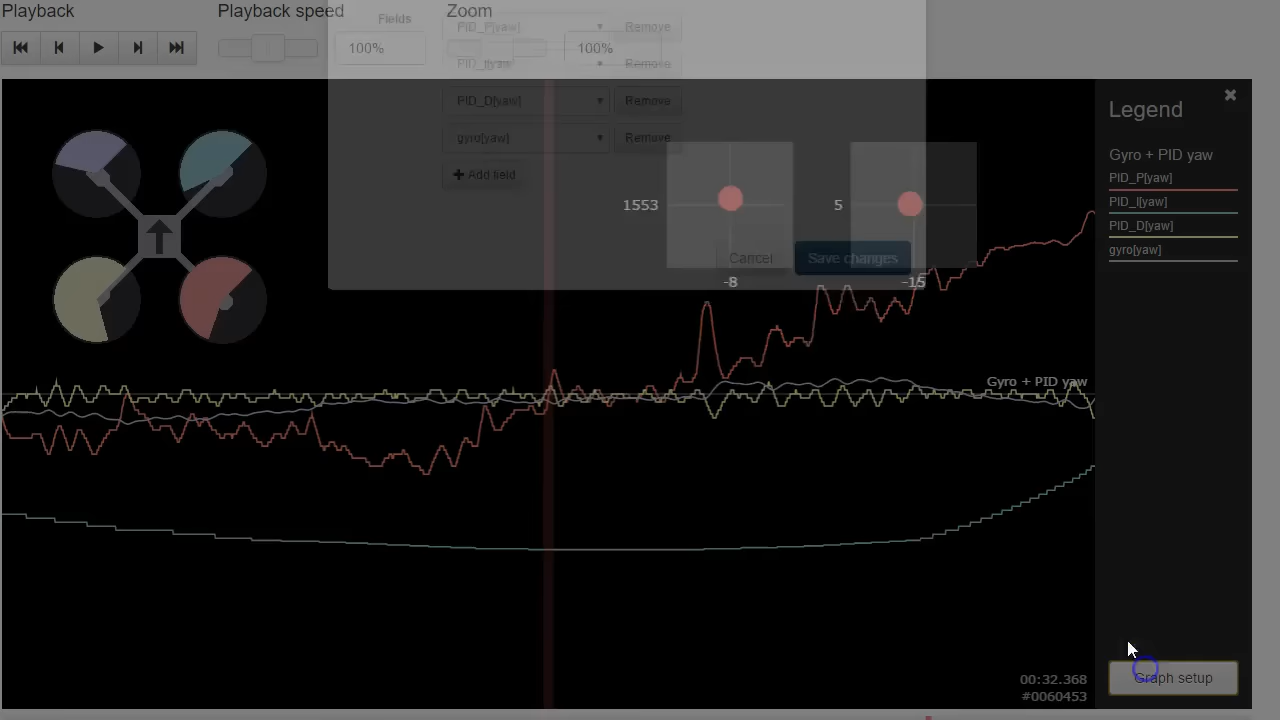 Playback
Playback speed
Zoom
Fields
100%
100%
PID_P[yaw]
Remove
PID_I[yaw]
PID_D[yaw]
Remove
gyro[yaw]
Remove
Add field
1553
5
-8
-15
Cancel
Save changes
Legend
Gyro + PID yaw
PID_P[yaw]
PID_I[yaw]
PID_D[yaw]
gyro[yaw]
Gyro + PID yaw
00:32.368
#0060453
Graph setup